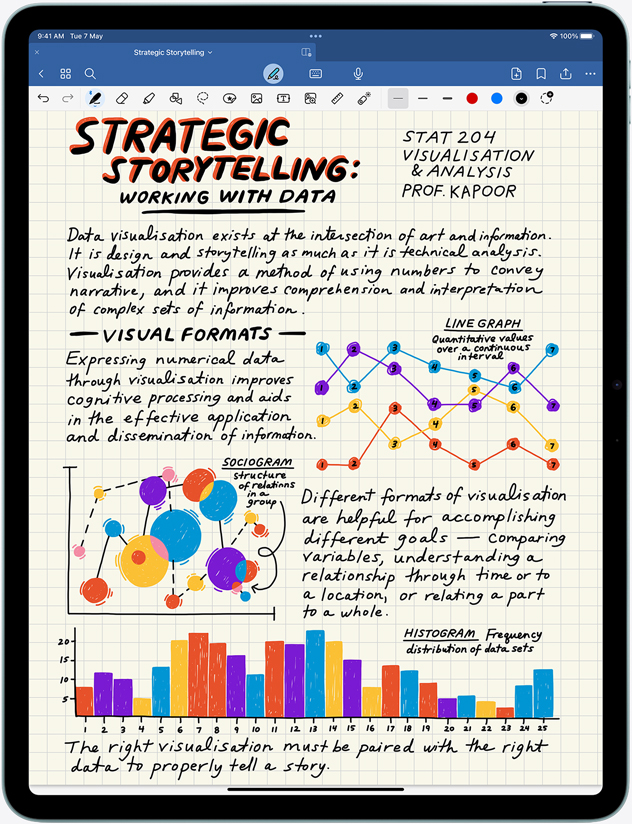 9:41 AM Tue 7 May
100%
Strategic Storytelling
STRATEGIC
STORYTELLING:
WORKING WITH DATA
STAT 204
VISUALISATION
& ANALYSIS
PROF. KAPOOR
Data visualisation exists at the intersection of art and information.
It is design and storytelling as much as it is technical analysis.
Visualisation provides a method of using numbers to convey
narrative, and it improves comprehension and interpretation
of complex sets of information.
— VISUAL FORMATS —
Expressing numerical data
through visualisation improves
cognitive processing and aids
in the effective application
and dissemination of information.
LINE GRAPH
Quantitative values
over a continuous
interval
1 2 3 4 5 6 7
1 2 3 4 5 6 7
1 2 3 4 5 6 7
1 2 3 4 5 6 7
SOCIOGRAM
Structure
of relations
in a
group
Different formats of visualisation
are helpful for accomplishing
different goals — comparing
variables, understanding a
relationship through time or to
a location, or relating a part
to a whole.
HISTOGRAM Frequency
distribution of data sets
20
15
10
5
1 2 3 4 5 6 7 8 9 10 11 12 13 14 15 16 17 18 19 20 21 22 23 24 25
The right visualisation must be paired with the right
data to properly tell a story.